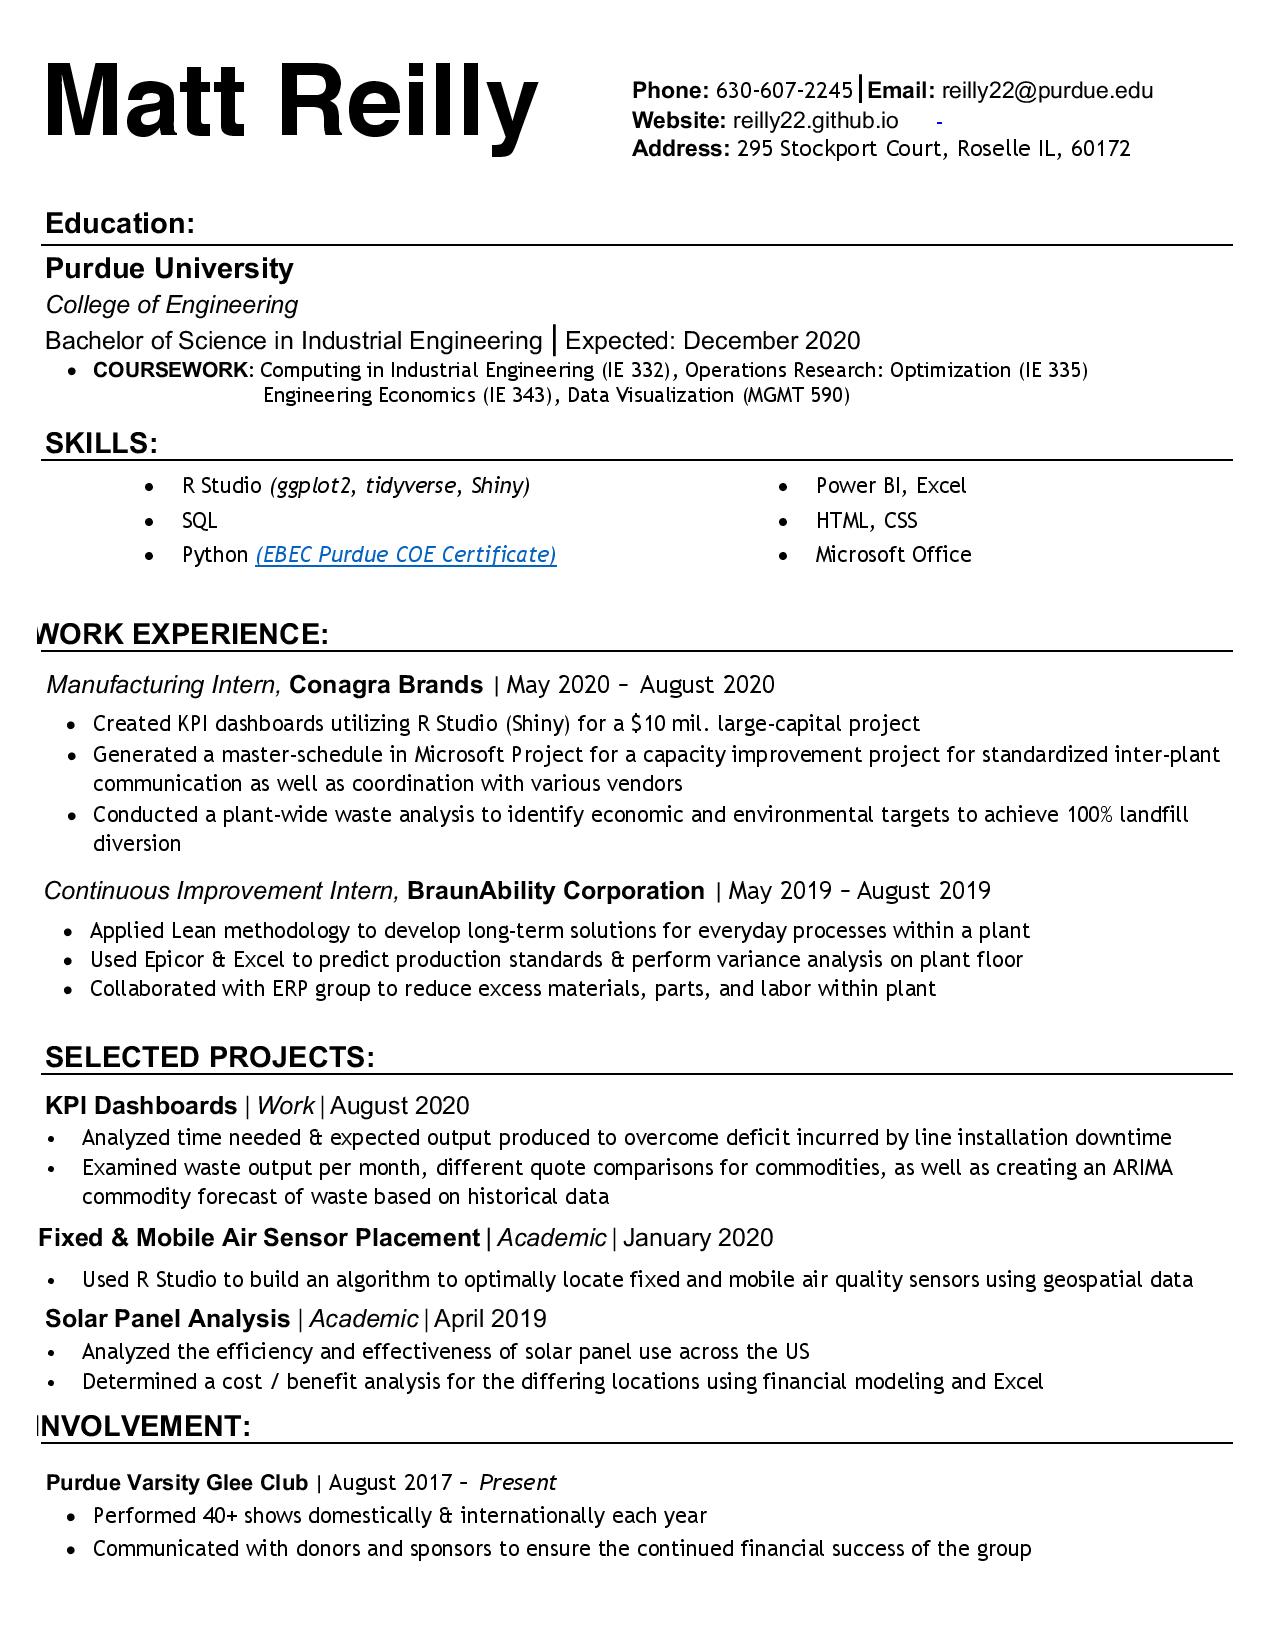 Matt Reilly
Phone: 630-607-2245|Email: reilly22@purdue.edu
Website: reilly22.github.io -
Address: 295 Stockport Court, Roselle IL, 60172
Education:
Purdue University
College of Engineering
Bachelor of Science in Industrial Engineering | Expected: December 2020
• COURSEWORK: Computing in Industrial Engineering (IE 332), Operations Research: Optimization (IE 335)
Engineering Economics (IE 343), Data Visualization (MGMT 590)
SKILLS:
• R Studio (ggplot2, tidyverse, Shiny)
• SQL
• Python (EBEC Purdue COE Certificate)
• Power BI, Excel
• HTML, CSS
• Microsoft Office
WORK EXPERIENCE:
Manufacturing Intern, Conagra Brands | May 2020 – August 2020
• Created KPI dashboards utilizing R Studio (Shiny) for a $10 mil. large-capital project
• Generated a master-schedule in Microsoft Project for a capacity improvement project for standardized inter-plant
communication as well as coordination with various vendors
• Conducted a plant-wide waste analysis to identify economic and environmental targets to achieve 100% landfill
diversion
Continuous Improvement Intern, BraunAbility Corporation | May 2019 – August 2019
• Applied Lean methodology to develop long-term solutions for everyday processes within a plant
• Used Epicor & Excel to predict production standards & perform variance analysis on plant floor
• Collaborated with ERP group to reduce excess materials, parts, and labor within plant
SELECTED PROJECTS:
KPI Dashboards | Work | August 2020
• Analyzed time needed & expected output produced to overcome deficit incurred by line installation downtime
• Examined waste output per month, different quote comparisons for commodities, as well as creating an ARIMA
commodity forecast of waste based on historical data
Fixed & Mobile Air Sensor Placement | Academic | January 2020
• Used R Studio to build an algorithm to optimally locate fixed and mobile air quality sensors using geospatial data
Solar Panel Analysis | Academic | April 2019
• Analyzed the efficiency and effectiveness of solar panel use across the US
• Determined a cost / benefit analysis for the differing locations using financial modeling and Excel
INVOLVEMENT:
Purdue Varsity Glee Club | August 2017 – Present
• Performed 40+ shows domestically & internationally each year
• Communicated with donors and sponsors to ensure the continued financial success of the group